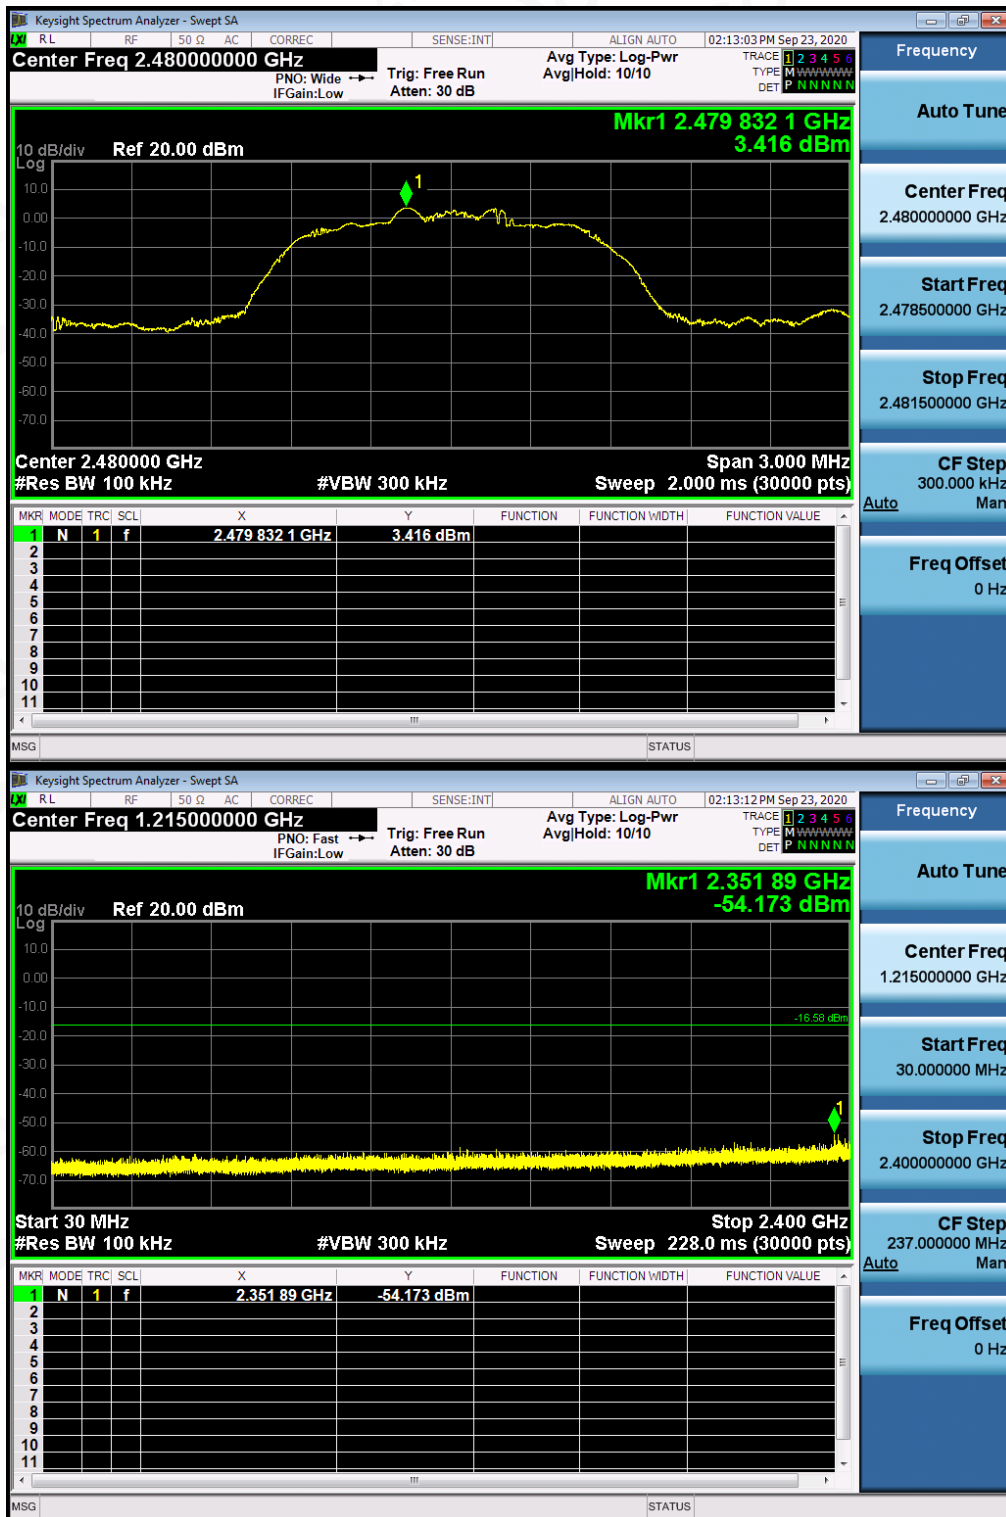 Keysight Spectrum Analyzer - Swept SA
LXI RL RF 50 Ω AC CORREC SENSE:INT ALIGN AUTO 02:13:03 PM Sep 23, 2020
Center Freq 2.480000000 GHz
PNO: Wide
IFGain:Low
Trig: Free Run
Atten: 30 dB
Avg Type: Log-Pwr
Avg|Hold: 10/10
TRACE 1 2 3 4 5 6
TYPE M WWWWW
DET P N N N N N
Mkr1 2.479 832 1 GHz
3.416 dBm
10 dB/div Ref 20.00 dBm
Log
10.0
0.00
-10.0
-20.0
-30.0
-40.0
-50.0
-60.0
-70.0
1
Center 2.480000 GHz Span 3.000 MHz
#Res BW 100 kHz #VBW 300 kHz Sweep 2.000 ms (30000 pts)
MKR MODE TRC SCL X Y FUNCTION FUNCTION WIDTH FUNCTION VALUE
1 N 1 f 2.479 832 1 GHz 3.416 dBm
2
3
4
5
6
7
8
9
10
11
MSG STATUS
Frequency
Auto Tune
Center Freq
2.480000000 GHz
Start Freq
2.478500000 GHz
Stop Freq
2.481500000 GHz
CF Step
300.000 kHz
Auto Man
Freq Offset
0 Hz
Keysight Spectrum Analyzer - Swept SA
LXI RL RF 50 Ω AC CORREC SENSE:INT ALIGN AUTO 02:13:12 PM Sep 23, 2020
Center Freq 1.215000000 GHz
PNO: Fast
IFGain:Low
Trig: Free Run
Atten: 30 dB
Avg Type: Log-Pwr
Avg|Hold: 10/10
TRACE 1 2 3 4 5 6
TYPE M WWWWW
DET P N N N N N
Mkr1 2.351 89 GHz
-54.173 dBm
10 dB/div Ref 20.00 dBm
Log
10.0
0.00
-10.0
-20.0
-30.0
-40.0
-50.0
-60.0
-70.0
-16.58 dBm
1
Start 30 MHz Stop 2.400 GHz
#Res BW 100 kHz #VBW 300 kHz Sweep 228.0 ms (30000 pts)
MKR MODE TRC SCL X Y FUNCTION FUNCTION WIDTH FUNCTION VALUE
1 N 1 f 2.351 89 GHz -54.173 dBm
2
3
4
5
6
7
8
9
10
11
MSG STATUS
Frequency
Auto Tune
Center Freq
1.215000000 GHz
Start Freq
30.000000 MHz
Stop Freq
2.400000000 GHz
CF Step
237.000000 MHz
Auto Man
Freq Offset
0 Hz